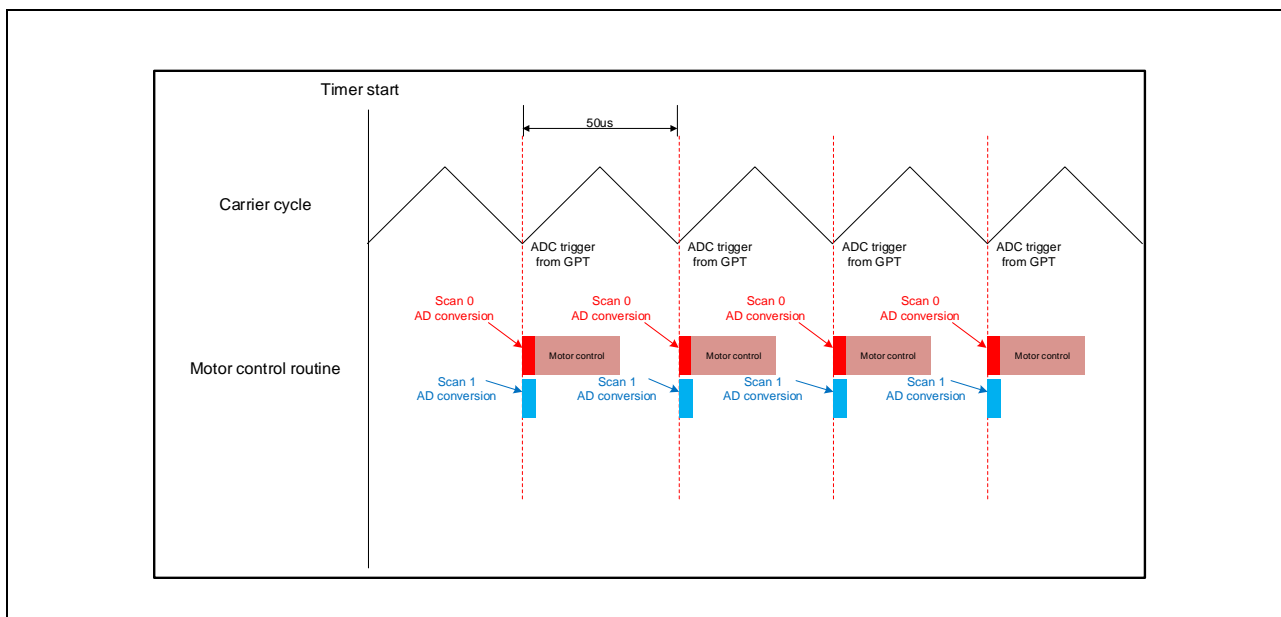 Timer start
50us
Carrier cycle
ADC trigger
from GPT
ADC trigger
from GPT
ADC trigger
from GPT
ADC trigger
from GPT
Scan 0
AD conversion
Scan 0
AD conversion
Scan 0
AD conversion
Scan 0
AD conversion
Motor control routine
Motor control
Motor control
Motor control
Motor control
Scan 1
AD conversion
Scan 1
AD conversion
Scan 1
AD conversion
Scan 1
AD conversion